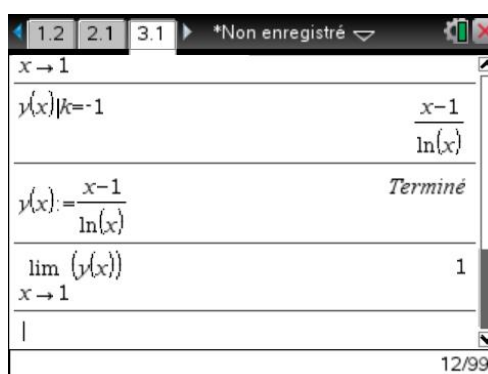 1.2 2.1 3.1 *Non enregistré
x → 1
y(x)|k=-1
x-1
ln(x)
y(x):= x-1
ln(x)
Terminé
lim (y(x))
x → 1
1
12/99